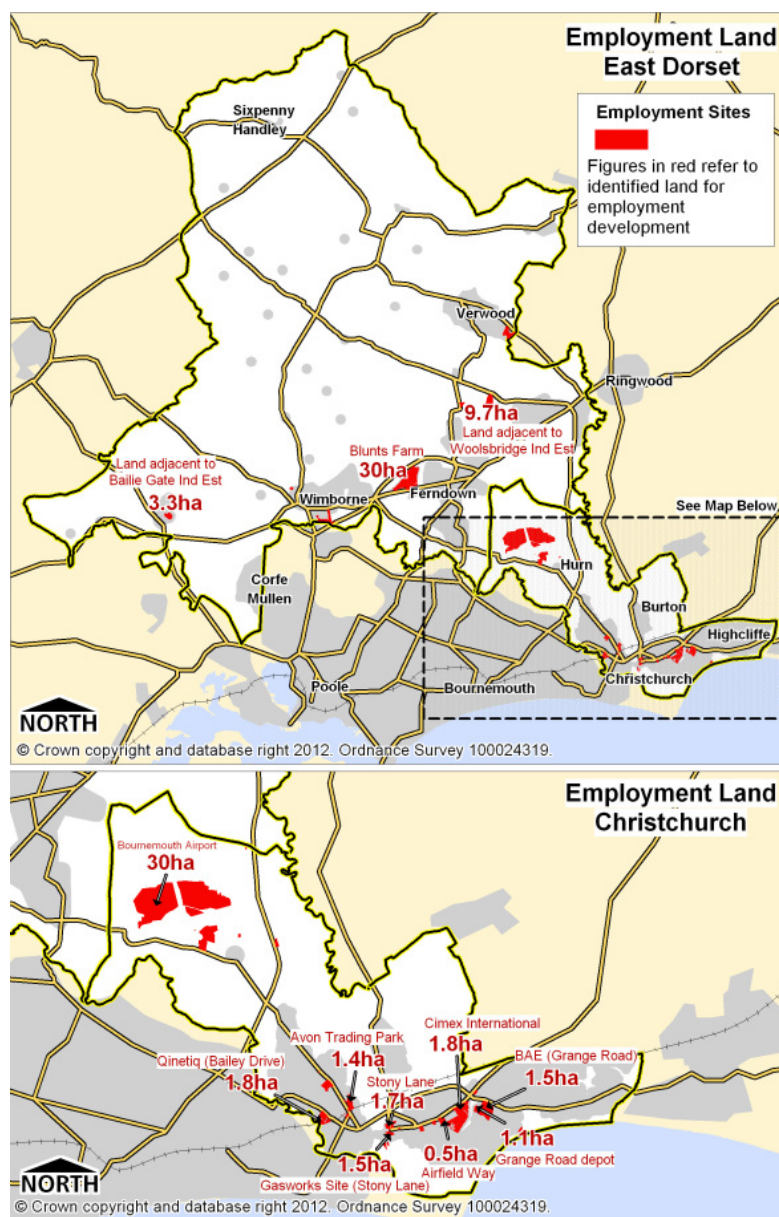 Employment Land
East Dorset
Employment Sites
Figures in red refer to
identified land for
employment
development
Sixpenny
Handley
Verwood
Ringwood
9.7ha
Land adjacent to
Woolsbridge Ind Est
Blunts Farm
30ha
Land adjacent to
Bailie Gate Ind Est
3.3ha
Wimborne
Ferndown
See Map Below
Hurn
Corfe
Mullen
Burton
Highcliffe
Christchurch
Poole
Bournemouth
NORTH
© Crown copyright and database right 2012. Ordnance Survey 100024319.
Employment Land
Christchurch
Bournemouth Airport
30ha
Cimex International
1.8ha
Avon Trading Park
1.4ha
BAE (Grange Road)
1.5ha
Qinetiq (Bailey Drive)
1.8ha
Stony Lane
1.7ha
1.1ha
Grange Road depot
0.5ha
Airfield Way
1.5ha
Gasworks Site (Stony Lane)
NORTH
© Crown copyright and database right 2012. Ordnance Survey 100024319.